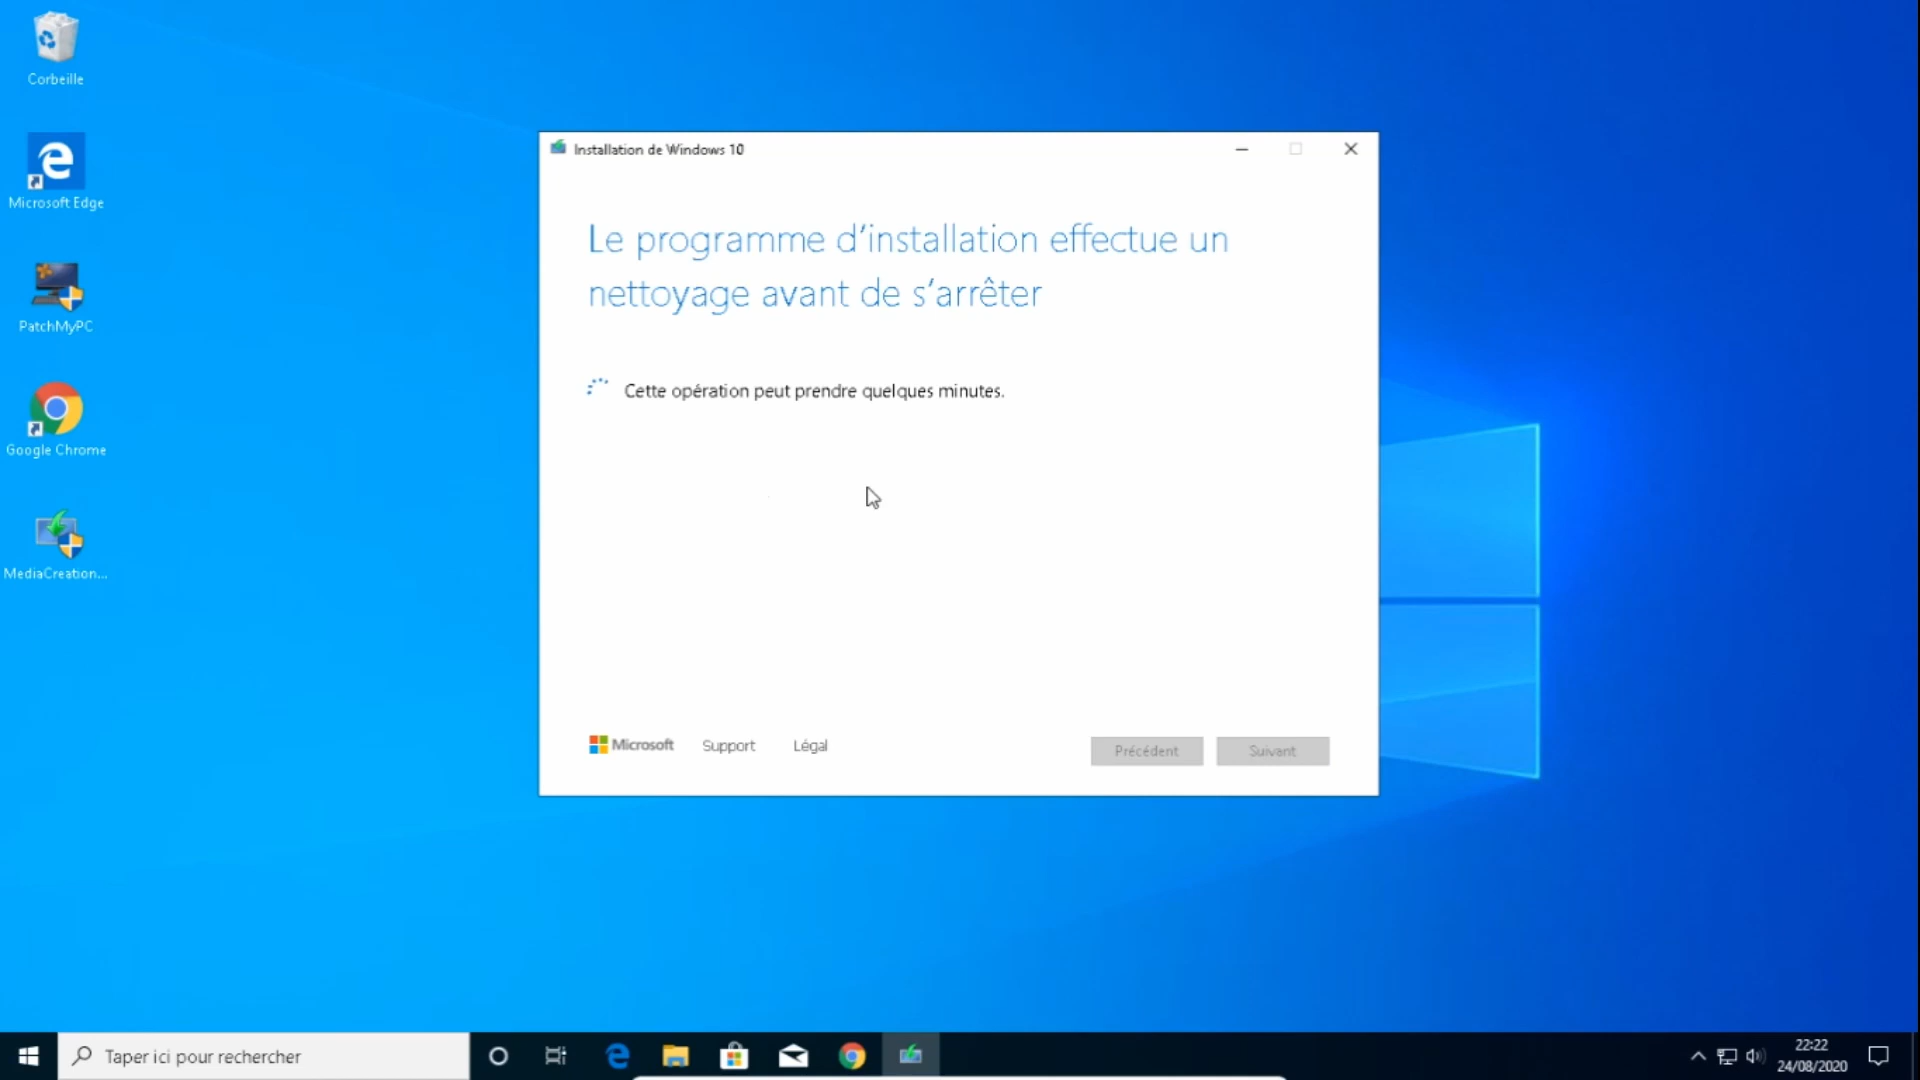 Corbeille
Microsoft Edge
PatchMyPC
Google Chrome
MediaCreation...
Installation de Windows 10
Le programme d'installation effectue un
nettoyage avant de s'arrêter
Cette opération peut prendre quelques minutes.
Microsoft Support Légal
Précédent Suivant
Taper ici pour rechercher
22:22
24/08/2020